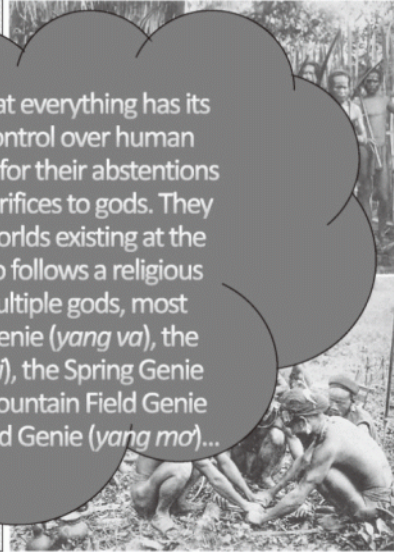 at everything has its
ontrol over human
for their abstentions
rifices to gods. They
orlds existing at the
o follows a religious
ultiple gods, most
enie (yang va), the
i), the Spring Genie
ountain Field Genie
d Genie (yang mơ)...